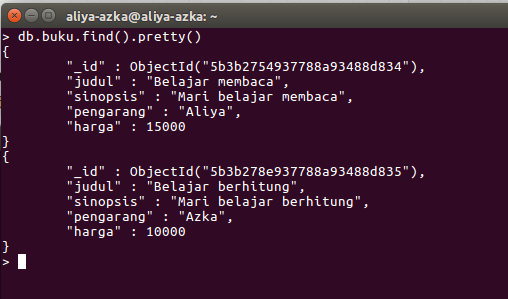 aliya-azka@aliya-azka: ~
> db.buku.find().pretty()
{
        "_id" : ObjectId("5b3b2754937788a93488d834"),
        "judul" : "Belajar membaca",
        "sinopsis" : "Mari belajar membaca",
        "pengarang" : "Aliya",
        "harga" : 15000
}
{
        "_id" : ObjectId("5b3b278e937788a93488d835"),
        "judul" : "Belajar berhitung",
        "sinopsis" : "Mari belajar berhitung",
        "pengarang" : "Azka",
        "harga" : 10000
}
>